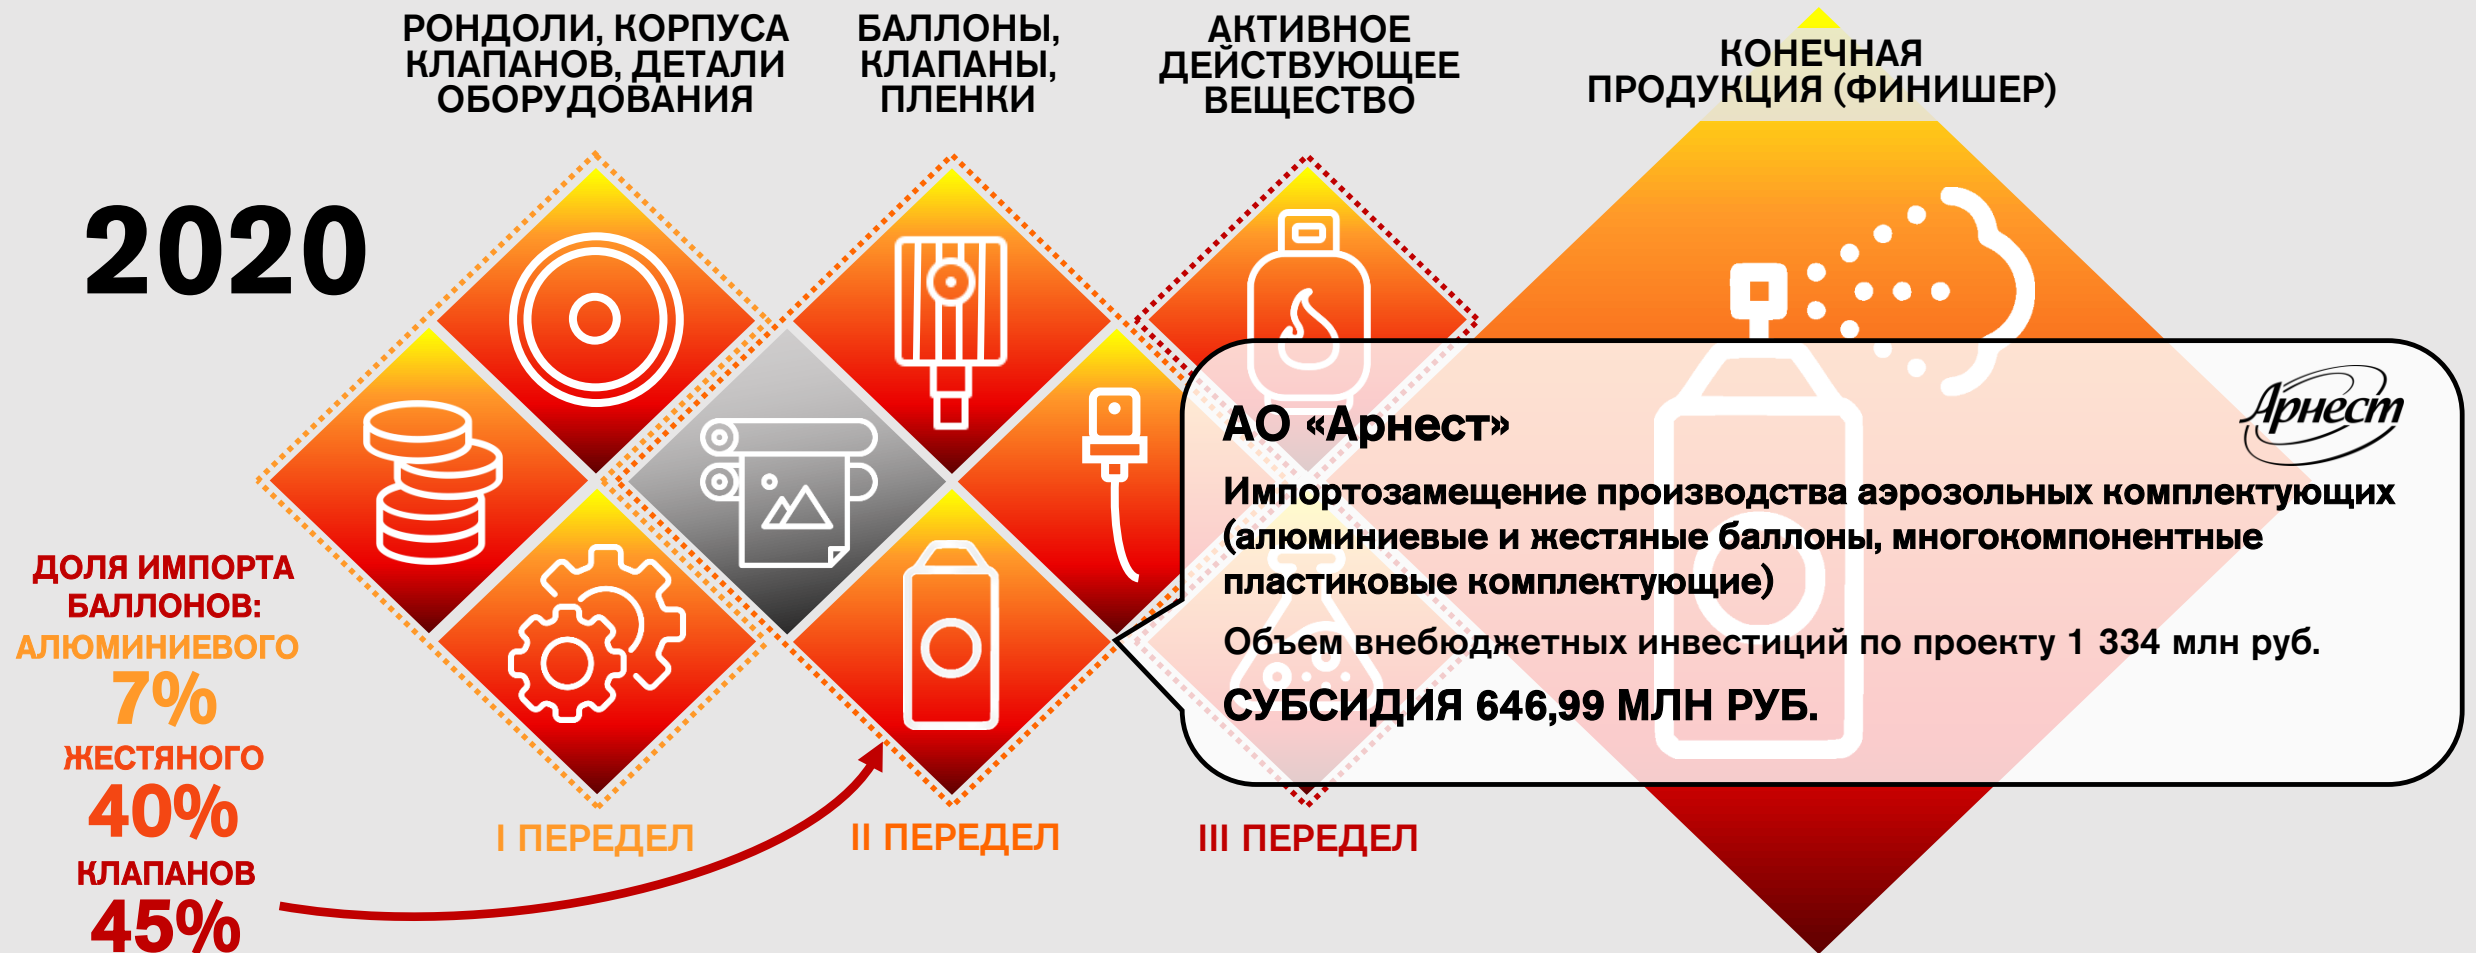 РОНДОЛИ, КОРПУСА
КЛАПАНОВ, ДЕТАЛИ
ОБОРУДОВАНИЯ
БАЛЛОНЫ,
КЛАПАНЫ,
ПЛЕНКИ
АКТИВНОЕ
ДЕЙСТВУЮЩЕЕ
ВЕЩЕСТВО
КОНЕЧНАЯ
ПРОДУКЦИЯ (ФИНИШЕР)
2020
Арнест
АО «Арнест»
Импортозамещение производства аэрозольных комплектующих
(алюминиевые и жестяные баллоны, многокомпонентные
пластиковые комплектующие)
Объем внебюджетных инвестиций по проекту 1 334 млн руб.
СУБСИДИЯ 646,99 МЛН РУБ.
ДОЛЯ ИМПОРТА
БАЛЛОНОВ:
АЛЮМИНИЕВОГО
7%
ЖЕСТЯНОГО
40%
КЛАПАНОВ
45%
I ПЕРЕДЕЛ
II ПЕРЕДЕЛ
III ПЕРЕДЕЛ